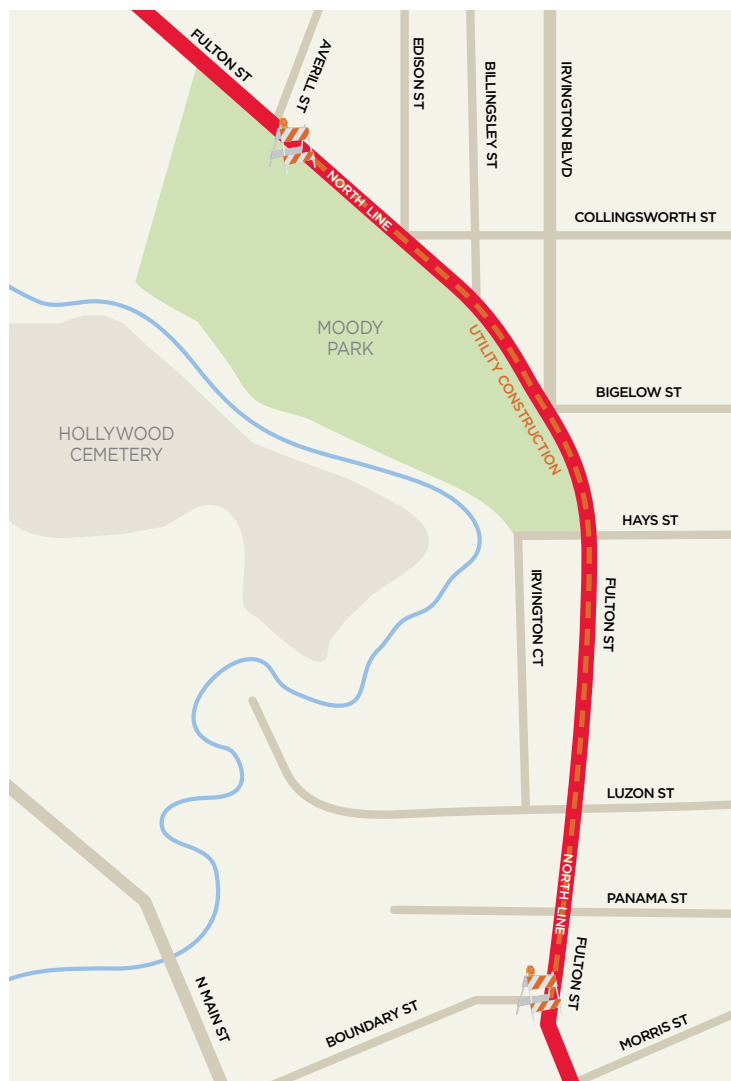 FULTON ST
AVERILL ST
EDISON ST
BILLINGSLEY ST
IRVINGTON BLVD
NORTH LINE
COLLINGSWORTH ST
MOODY
PARK
UTILITY CONSTRUCTION
BIGELOW ST
HOLLYWOOD
CEMETERY
HAYS ST
IRVINGTON CT
FULTON ST
LUZON ST
NORTH LINE
PANAMA ST
FULTON ST
N MAIN ST
BOUNDARY ST
MORRIS ST